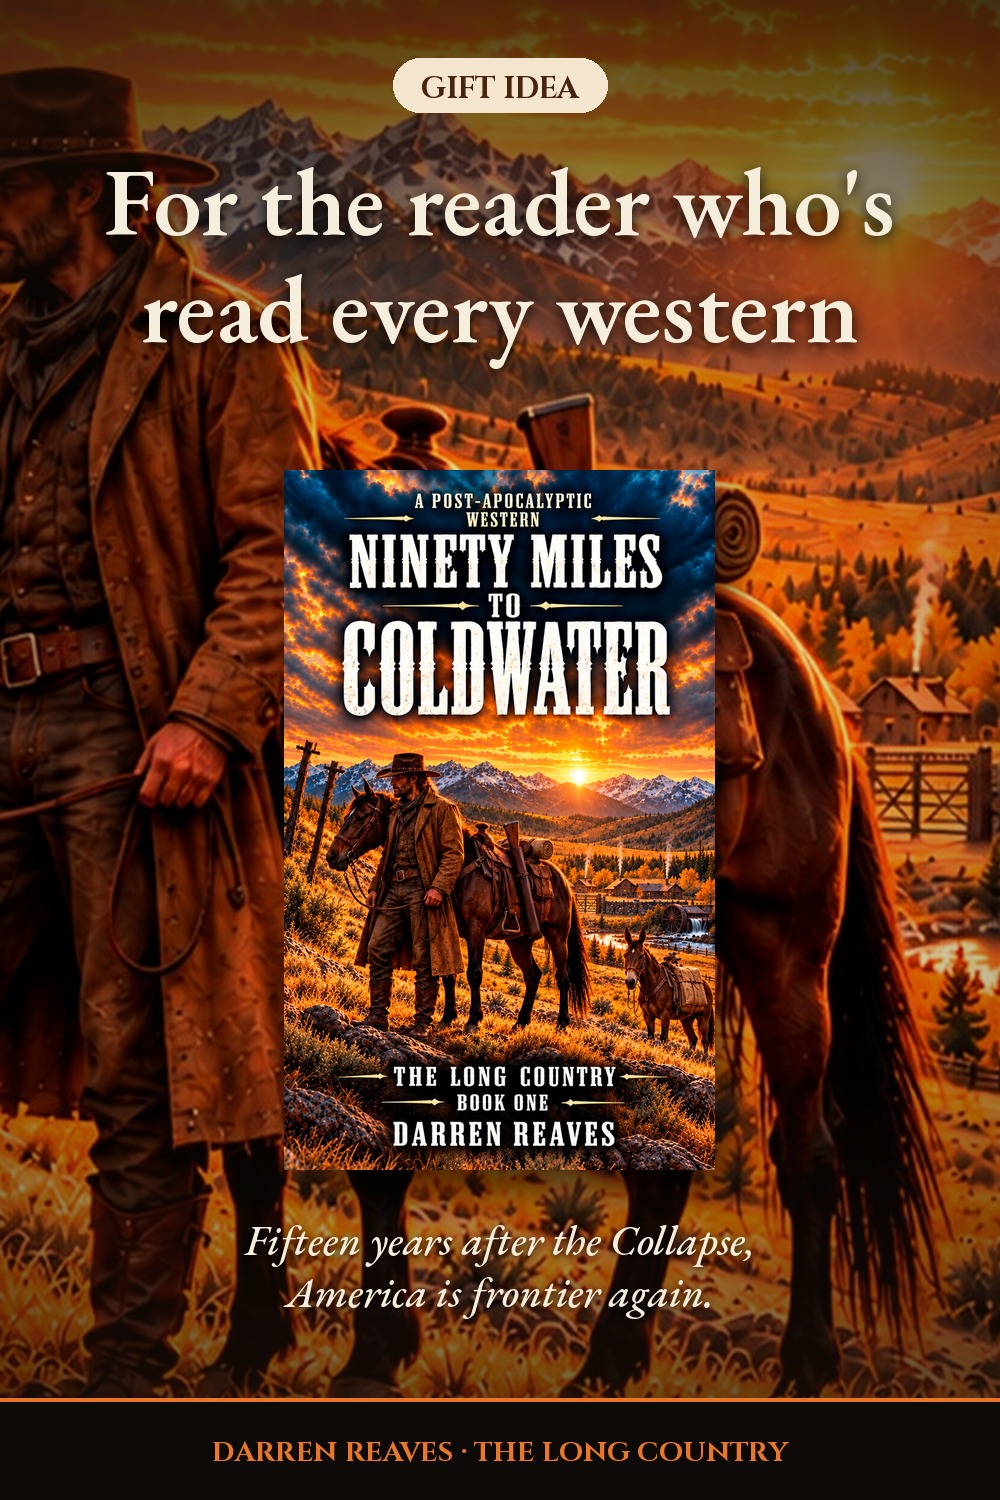 GIFT IDEA
For the reader who's
read every western
A POST-APOCALYPTIC
WESTERN
NINETY MILES
TO
COLDWATER
THE LONG COUNTRY
BOOK ONE
DARREN REAVES
Fifteen years after the Collapse,
America is frontier again.
DARREN REAVES · THE LONG COUNTRY